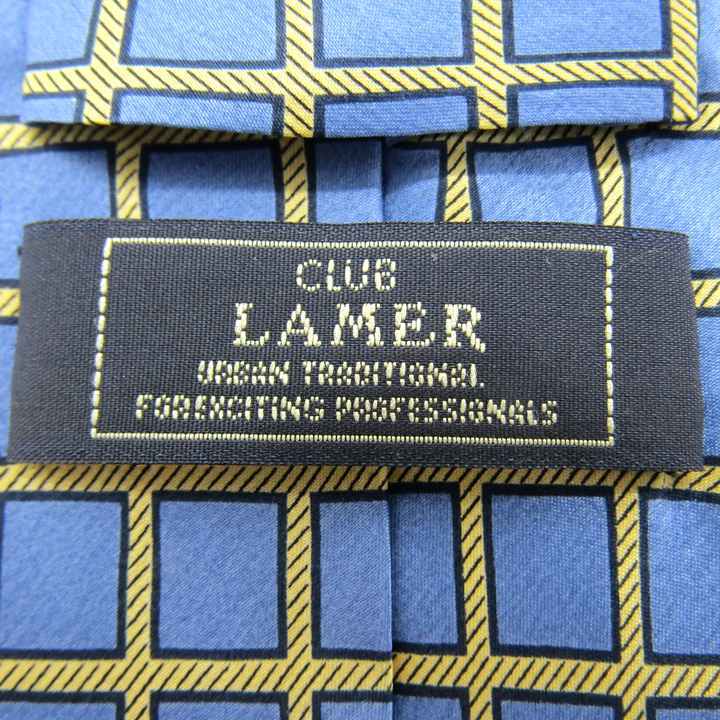 CLUB
LAMER
URBAN TRADITIONAL
FOR EXCITING PROFESSIONALS